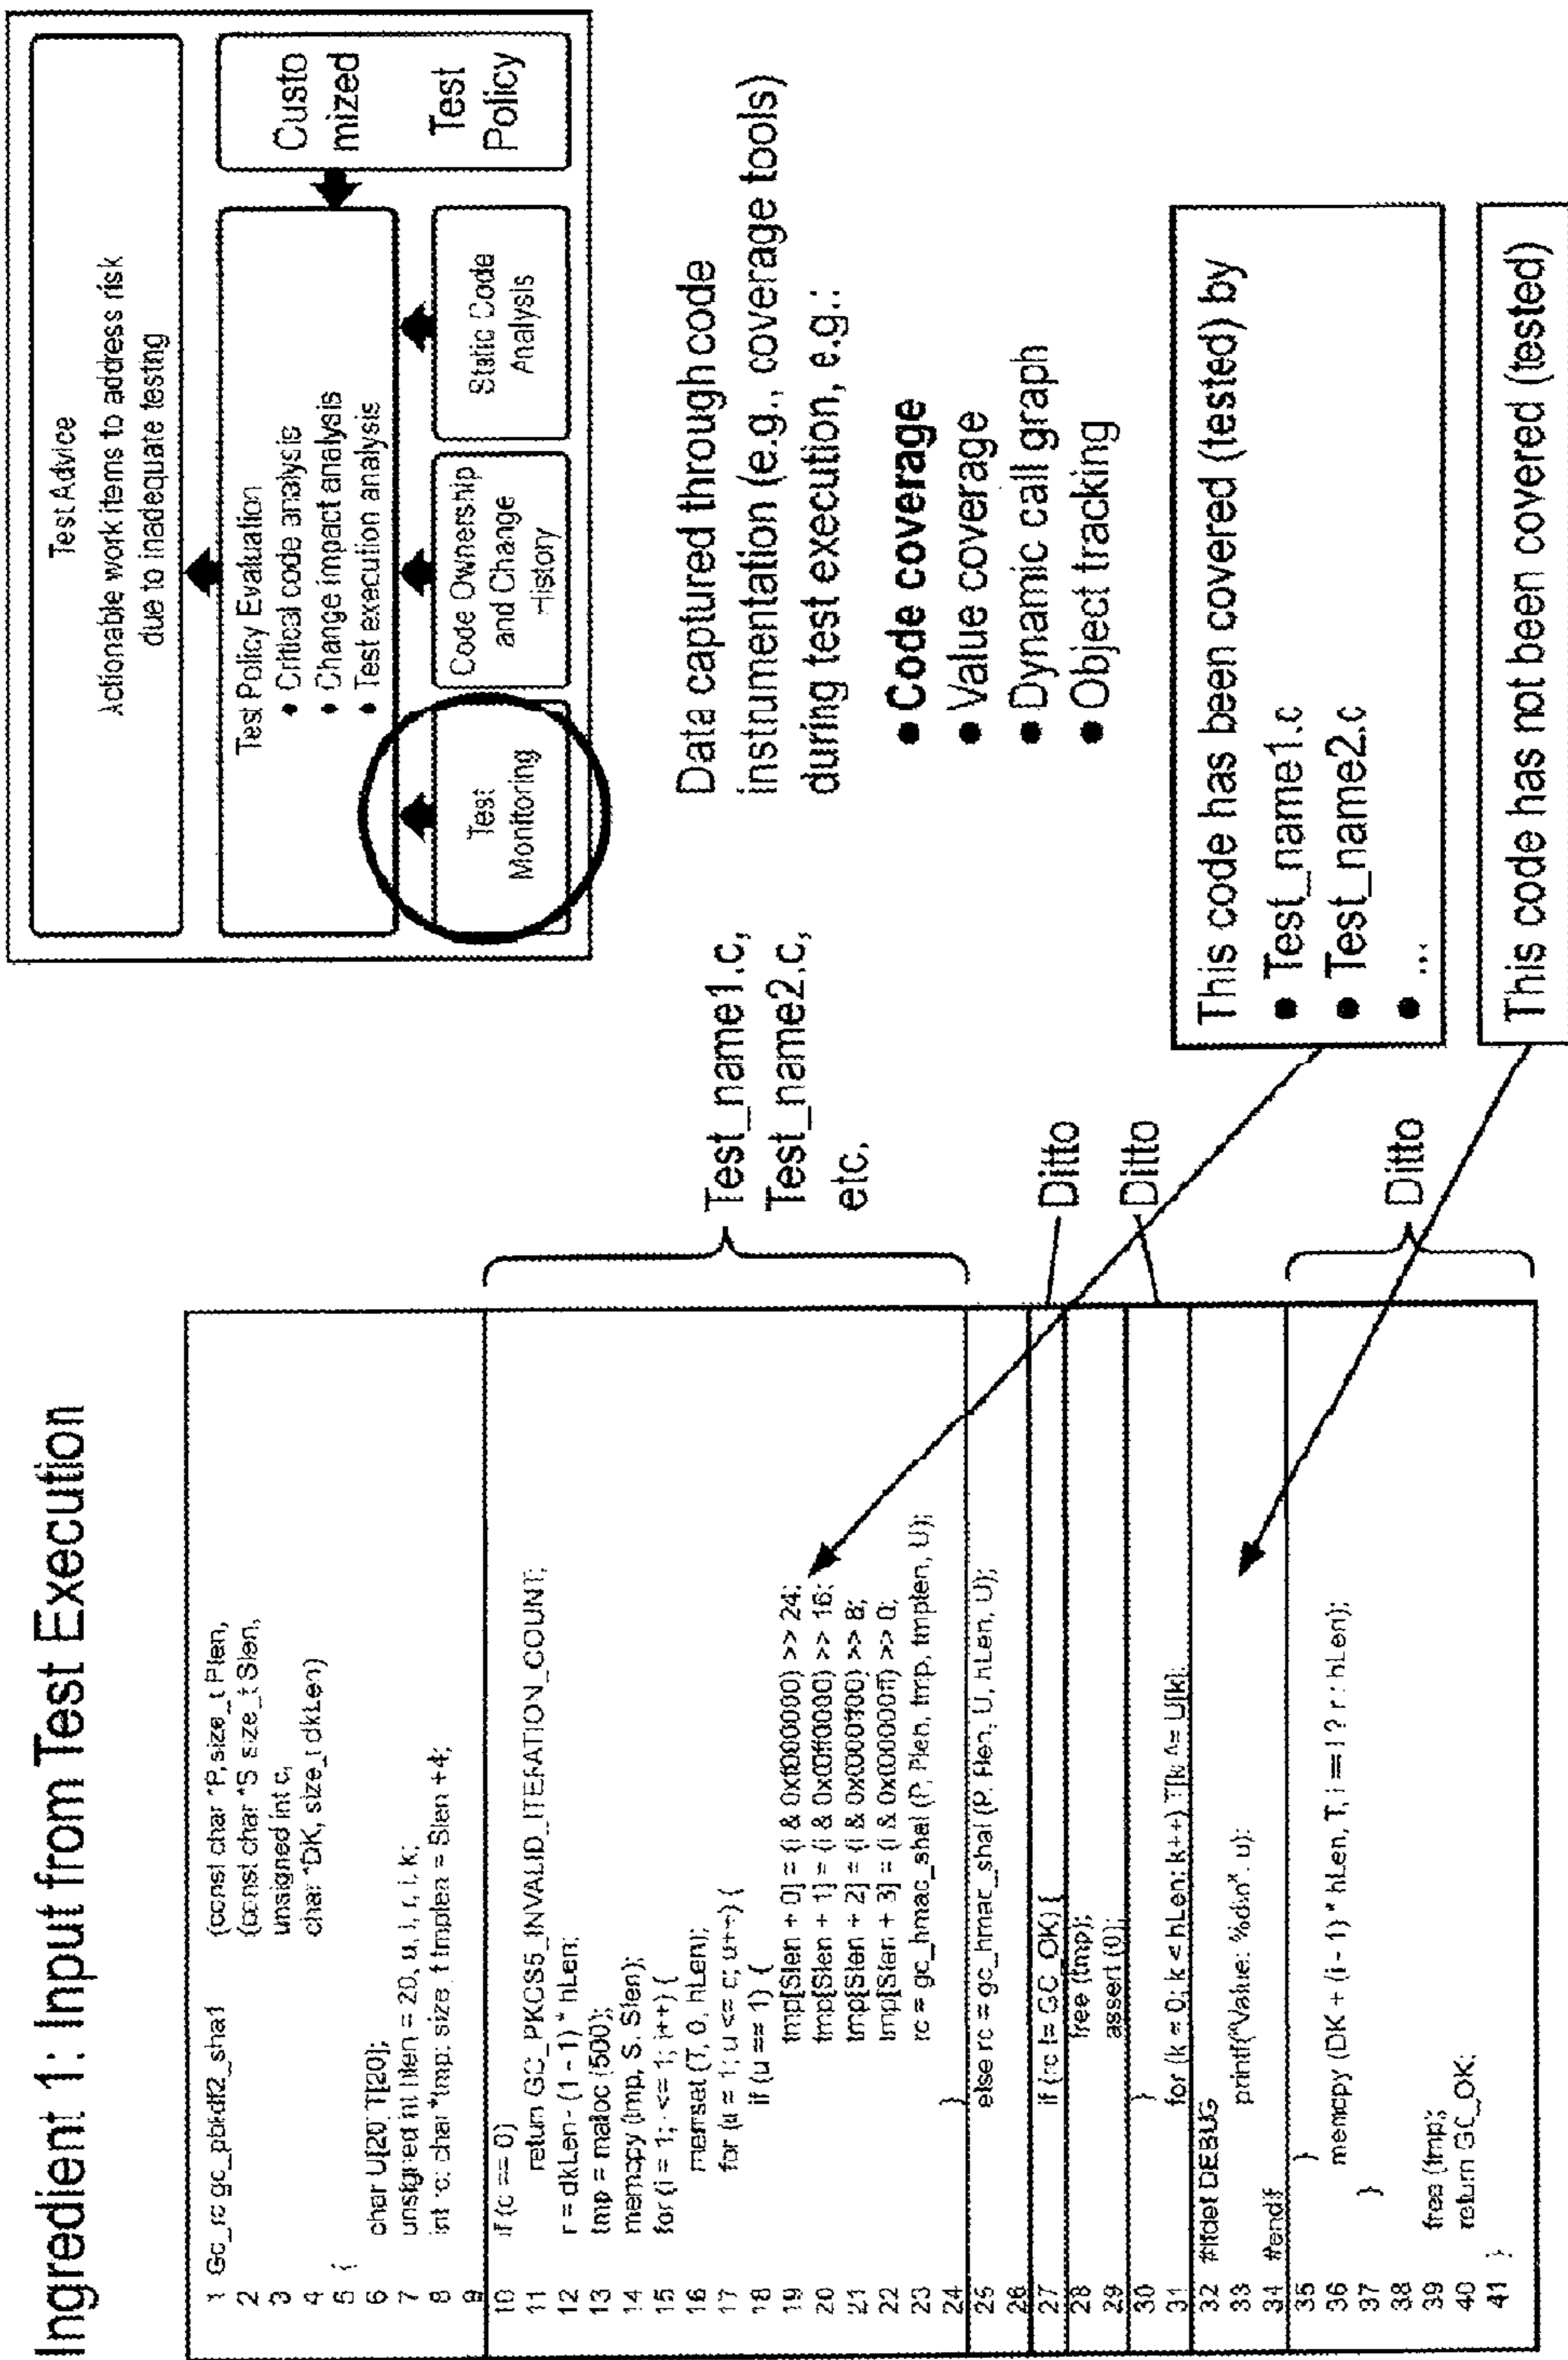 Ingredient 1: Input from Test Execution
1 Gc_rc gc_pbkdf2_sha1 (const char *P, size_t Plen,
2 (const char *S size_t Slen,
3 unsigned int c,
4 char *DK, size_t dkLen)
5 {
6 char U[20] T[20];
7 unsigned int hlen = 20, u, l, r, i, k;
8 int rc; char *tmp; size_t tmplen = Slen +4;
9
10 if (c == 0)
11 return GC_PKCS5_INVALID_ITERATION_COUNT;
12 r = dkLen - (1 - 1) * hLen;
13 tmp = malloc (500);
14 memcpy (tmp, S, Slen);
15 for (i = 1; i <= 1; i++) {
16 memset (T, 0, hLen);
17 for (u = 1; u <= c; u++) {
18 if (u == 1) {
19 tmp[Slen + 0] = (i & 0xff000000) >> 24;
20 tmp[Slen + 1] = (i & 0x00ff0000) >> 16;
21 tmp[Slen + 2] = (i & 0x0000ff00) >> 8;
22 tmp[Slen + 3] = (i & 0x000000ff) >> 0;
23 rc = gc_hmac_shal (P, Plen, tmp, tmplen, U);
24 }
25 else rc = gc_hmac_shal (P, Plen, U, hLen, U);
26
27 if (rc != GC_OK) {
28 free (tmp);
29 assert (0);
30 }
31 for (k = 0; k < hLen; k++) T[k ^= U[k];
32 #ifdef DEBUG
33 printf("Value: %d\n". u);
34 #endif
35 }
36 memcpy (DK + (i - 1) * hLen, T, i == l ? r : hLen);
37 }
38
39 free (tmp);
40 return GC_OK;
41 }
Test_name1.c,
Test_name2.c,
etc,
Ditto
Ditto
Ditto
Test Advice
Actionable work items to address risk
due to inadequate testing
Test Policy Evaluation
• Critical code analysis
• Change impact analysis
• Test execution analysis
Custo
mized
Test
Policy
Test
Monitoring
Code Ownership
and Change
History
Static Code
Analysis
Data captured through code
instrumentation (e.g., coverage tools)
during test execution, e.g.:
• Code coverage
• Value coverage
• Dynamic call graph
• Object tracking
This code has been covered (tested) by
• Test_name1.c
• Test_name2.c
• ...
This code has not been covered (tested)